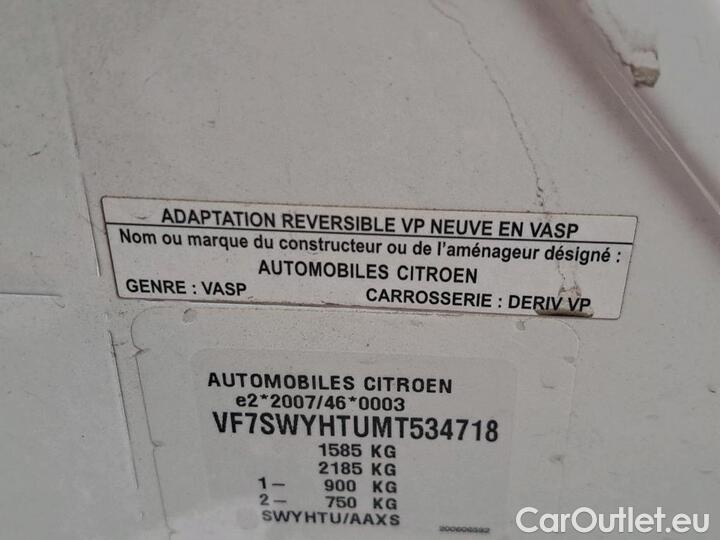 ADAPTATION REVERSIBLE VP NEUVE EN VASP
Nom ou marque du constructeur ou de l'aménageur désigné :
AUTOMOBILES CITROEN
GENRE : VASP CARROSSERIE : DERIV VP
AUTOMOBILES CITROEN
e2*2007/46*0003
VF7SWYHTUMT534718
1585 KG
2185 KG
1– 900 KG
2– 750 KG
SWYHTU/AAXS
CarOutlet.eu